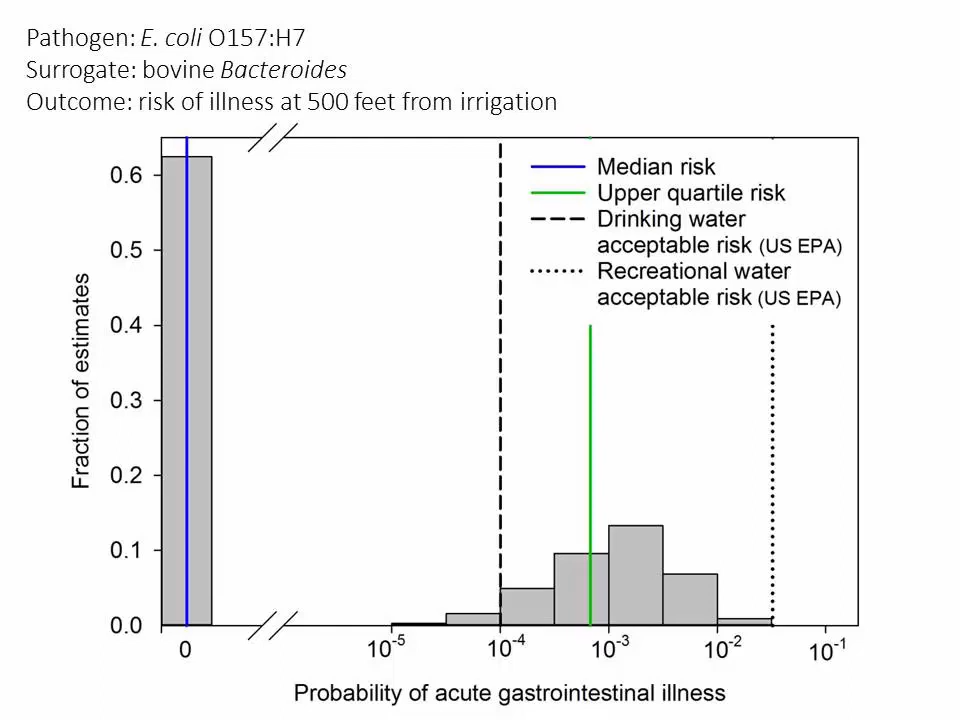 Pathogen: E. coli O157:H7
Surrogate: bovine Bacteroides
Outcome: risk of illness at 500 feet from irrigation
Median risk
Upper quartile risk
Drinking water
acceptable risk (US EPA)
Recreational water
acceptable risk (US EPA)
Fraction of estimates
0.6
0.5
0.4
0.3
0.2
0.1
0.0
0
10-5
10-4
10-3
10-2
10-1
Probability of acute gastrointestinal illness